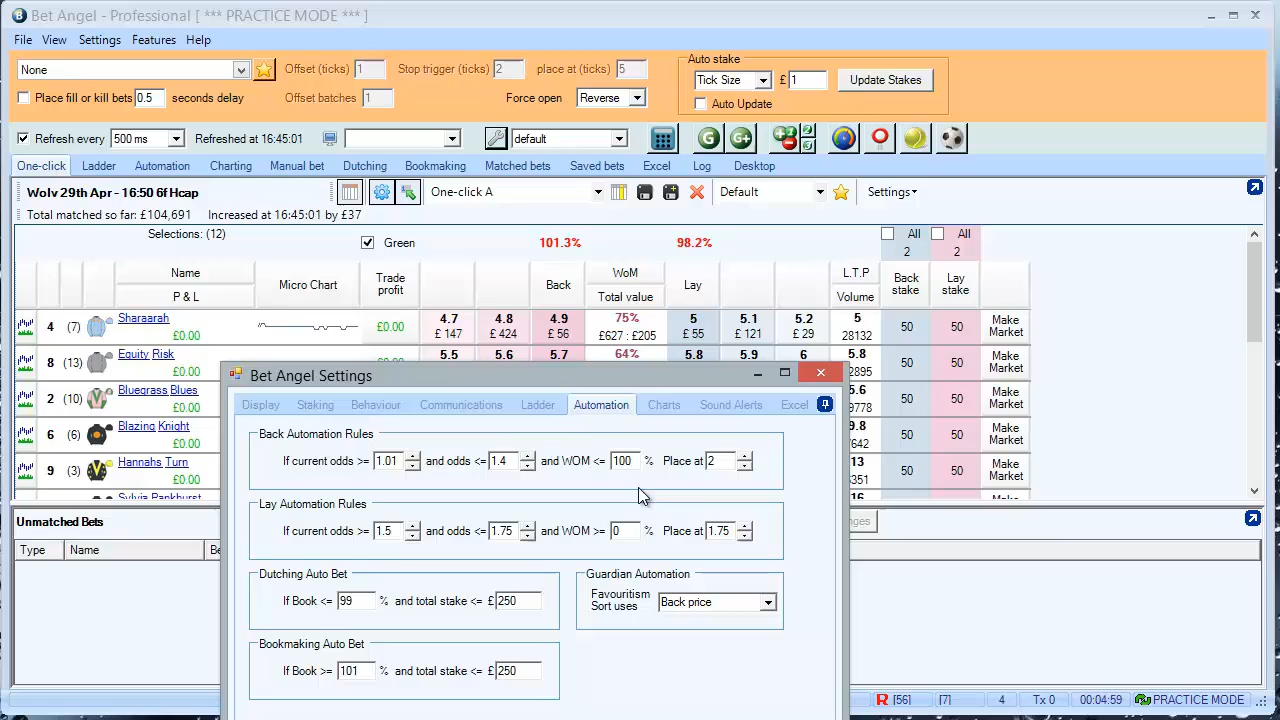 Bet Angel - Professional [ *** PRACTICE MODE *** ]
File View Settings Features Help
None Offset (ticks) 1 Stop trigger (ticks) 2 place at (ticks) 5
Auto stake
Tick Size £ 1 Update Stakes
Place fill or kill bets 0.5 seconds delay Offset batches 1 Force open Reverse Auto Update
Refresh every 500 ms Refreshed at 16:45:01 default G G+
One-click Ladder Automation Charting Manual bet Dutching Bookmaking Matched bets Saved bets Excel Log Desktop
Wolv 29th Apr - 16:50 6f Hcap One-click A Default Settings
Total matched so far: £104,691 Increased at 16:45:01 by £37
Selections: (12) Green 101.3% 98.2% All All
2 2
Name Micro Chart Trade profit Back WoM Lay L.T.P Back stake Lay stake
P & L Total value Volume
4 (7) Sharaarah £0.00 4.7 4.8 4.9 75% 5 5.1 5.2 5 50 50 Make Market
£0.00 £ 147 £ 424 £ 56 £627 : £205 £ 55 £ 121 £ 29 28132
8 (13) Equity Risk 5.5 5.6 5.7 64% 5.8 5.9 6 5.8 50 50 Make Market
£0.00 2895
2 (10) Bluegrass Blues 5.6 50 50 Make Market
£0.00 9778
6 (6) Blazing Knight 9.8 50 50 Make Market
£0.00 7642
9 (3) Hannahs Turn 13 50 50 Make Market
£0.00 3351
Sylvia Pankhurst 16
Bet Angel Settings
Display Staking Behaviour Communications Ladder Automation Charts Sound Alerts Excel
Back Automation Rules
If current odds >= 1.01 and odds <= 1.4 and WOM <= 100 % Place at 2
Lay Automation Rules
If current odds >= 1.5 and odds <= 1.75 and WOM >= 0 % Place at 1.75
Dutching Auto Bet
If Book <= 99 % and total stake <= £ 250
Guardian Automation
Favouritism Sort uses Back price
Bookmaking Auto Bet
If Book >= 101 % and total stake <= £ 250
Unmatched Bets
Type Name
R [56] [7] 4 Tx 0 00:04:59 PRACTICE MODE